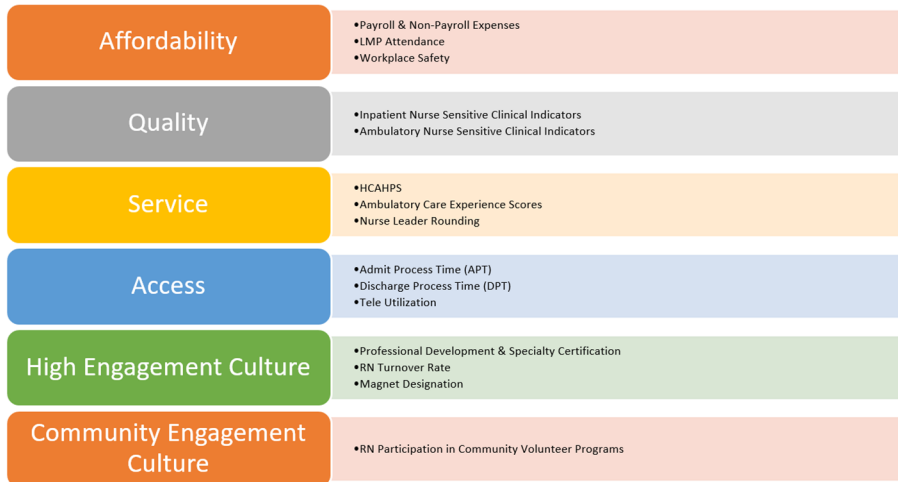 Affordability
•Payroll & Non-Payroll Expenses
•LMP Attendance
•Workplace Safety
Quality
•Inpatient Nurse Sensitive Clinical Indicators
•Ambulatory Nurse Sensitive Clinical Indicators
Service
•HCAHPS
•Ambulatory Care Experience Scores
•Nurse Leader Rounding
Access
•Admit Process Time (APT)
•Discharge Process Time (DPT)
•Tele Utilization
High Engagement Culture
•Professional Development & Specialty Certification
•RN Turnover Rate
•Magnet Designation
Community Engagement
Culture
•RN Participation in Community Volunteer Programs